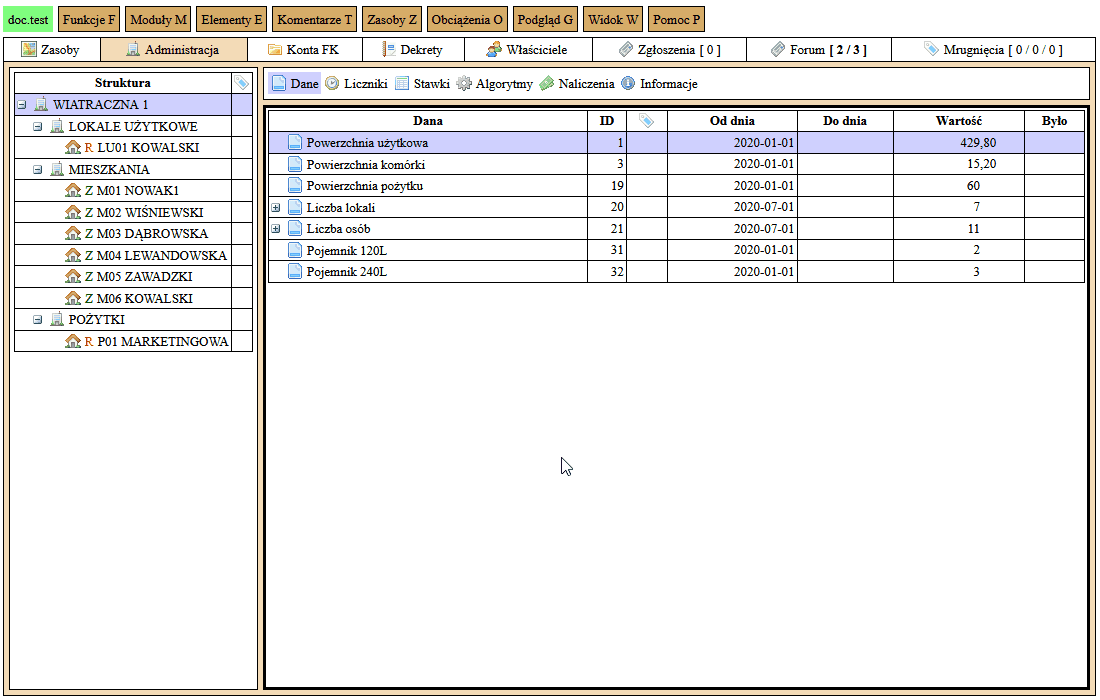 doc.test Funkcje F Moduły M Elementy E Komentarze T Zasoby Z Obciążenia O Podgląd G Widok W Pomoc P
Zasoby Administracja Konta FK Dekrety Właściciele Zgłoszenia [ 0 ] Forum [ 2 / 3 ] Mrugnięcia [ 0 / 0 / 0 ]
Struktura
WIATRACZNA 1
LOKALE UŻYTKOWE
R LU01 KOWALSKI
MIESZKANIA
Z M01 NOWAK1
Z M02 WIŚNIEWSKI
Z M03 DĄBROWSKA
Z M04 LEWANDOWSKA
Z M05 ZAWADZKI
Z M06 KOWALSKI
POŻYTKI
R P01 MARKETINGOWA
Dane Liczniki Stawki Algorytmy Naliczenia Informacje
Dana ID Od dnia Do dnia Wartość Było
Powerzchnia użytkowa 1 2020-01-01 429,80
Powierzchnia komórki 3 2020-01-01 15,20
Powierzchnia pożytku 19 2020-01-01 60
Liczba lokali 20 2020-07-01 7
Liczba osób 21 2020-07-01 11
Pojemnik 120L 31 2020-01-01 2
Pojemnik 240L 32 2020-01-01 3